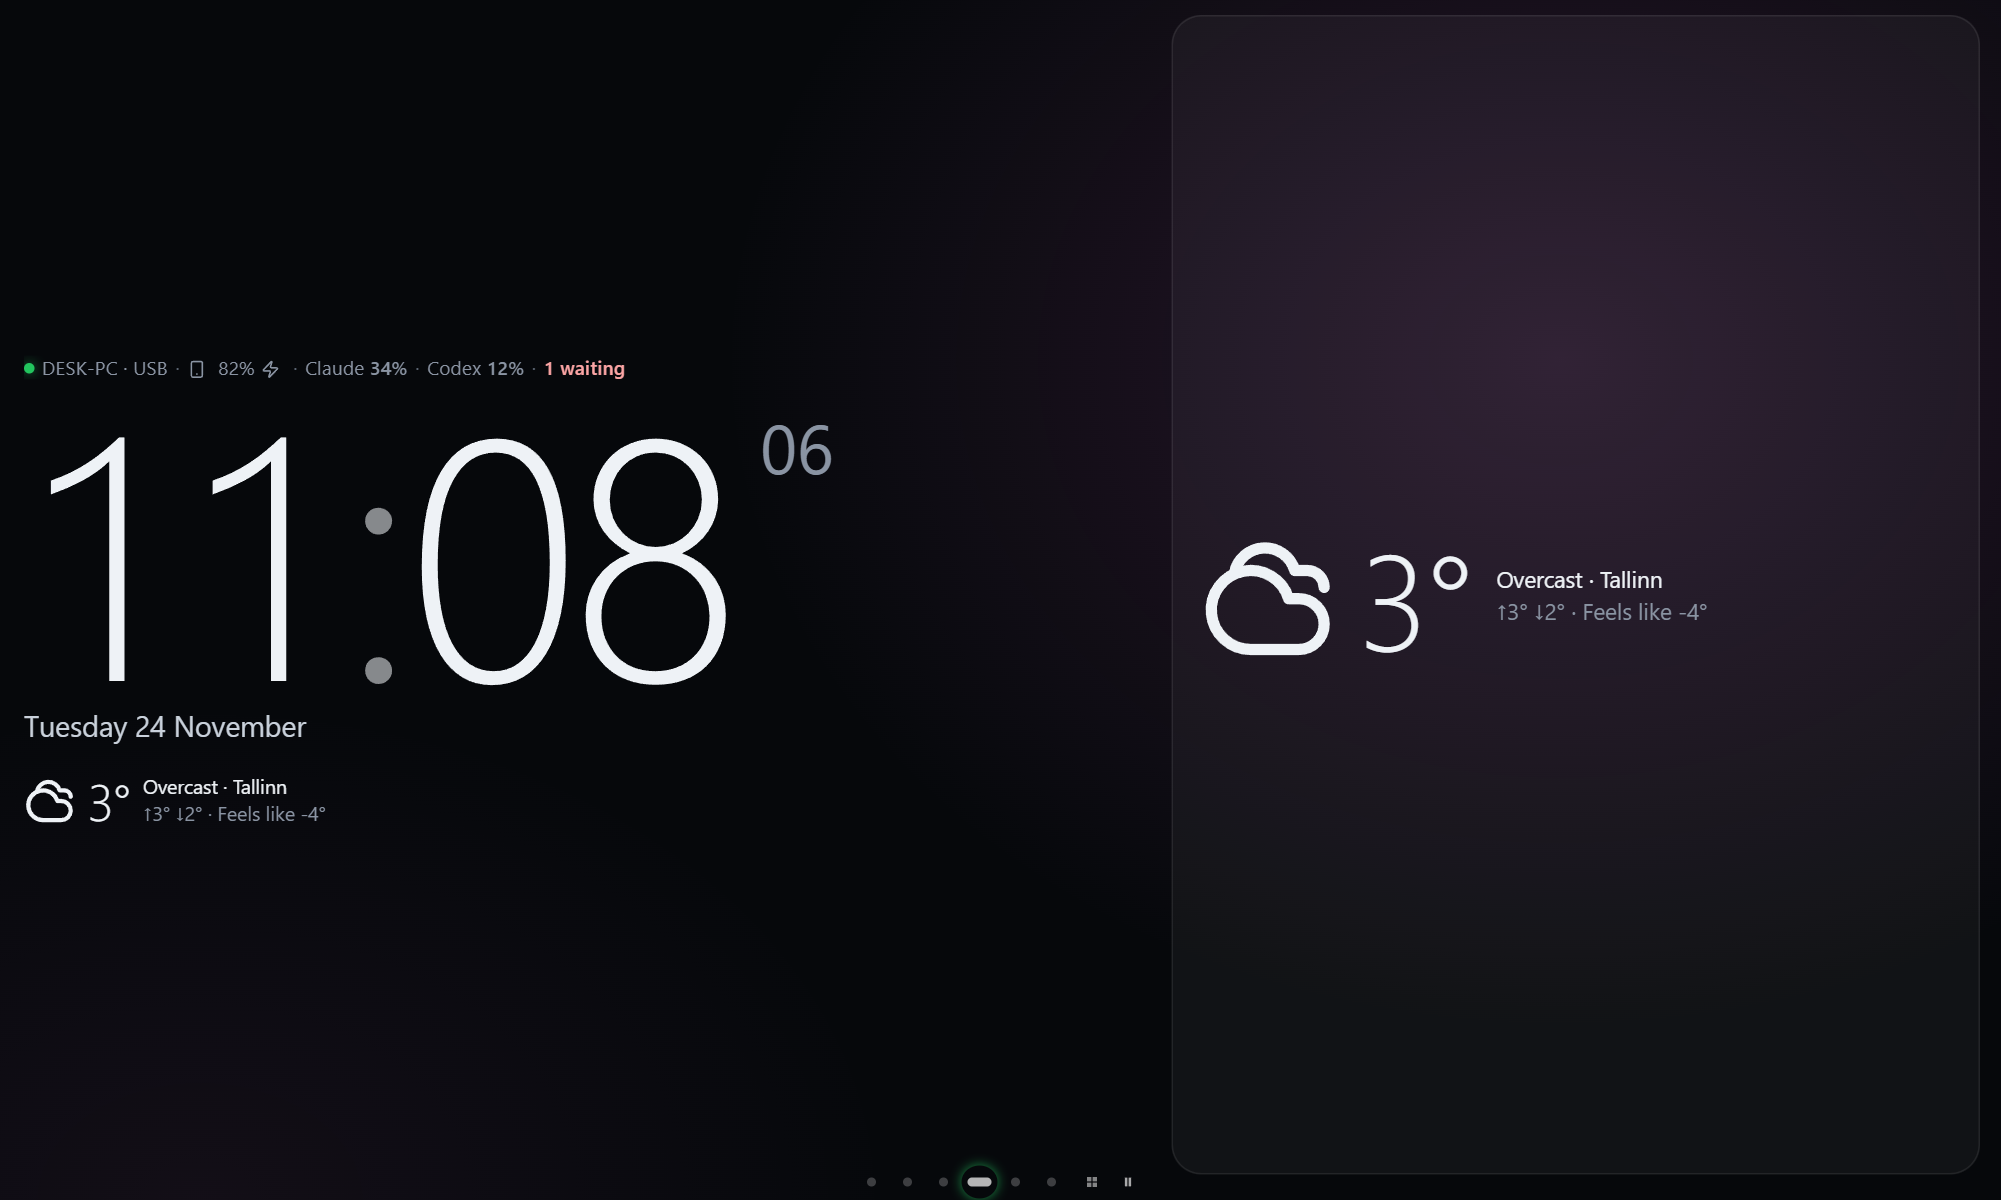 DESK-PC · USB · 82% · Claude 34% · Codex 12% · 1 waiting
11:08 06
Tuesday 24 November
3° Overcast · Tallinn
↑3° ↓2° · Feels like -4°
3° Overcast · Tallinn
↑3° ↓2° · Feels like -4°